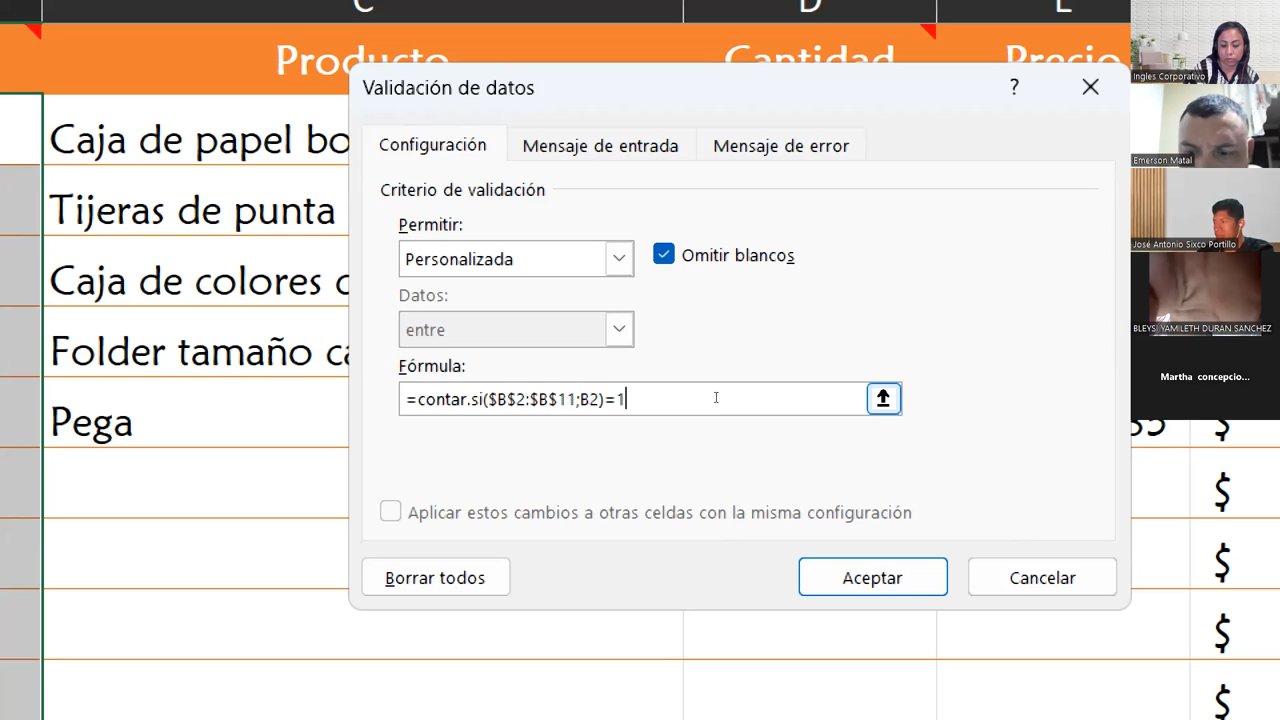 C D E
Producto Cantidad Precio
Validación de datos ?
Configuración Mensaje de entrada Mensaje de error
Criterio de validación
Permitir:
Personalizada Omitir blancos
Datos:
entre
Fórmula:
=contar.si($B$2:$B$11;B2)=1
Aplicar estos cambios a otras celdas con la misma configuración
Borrar todos Aceptar Cancelar
Caja de papel bo
Tijeras de punta
Caja de colores
Folder tamaño
Pega $
$
$
$
$
Ingles Corporativo
Emerson Matal
José Antonio Sixco Portillo
BLEYSI YAMILETH DURAN SANCHEZ
Martha concepcio...